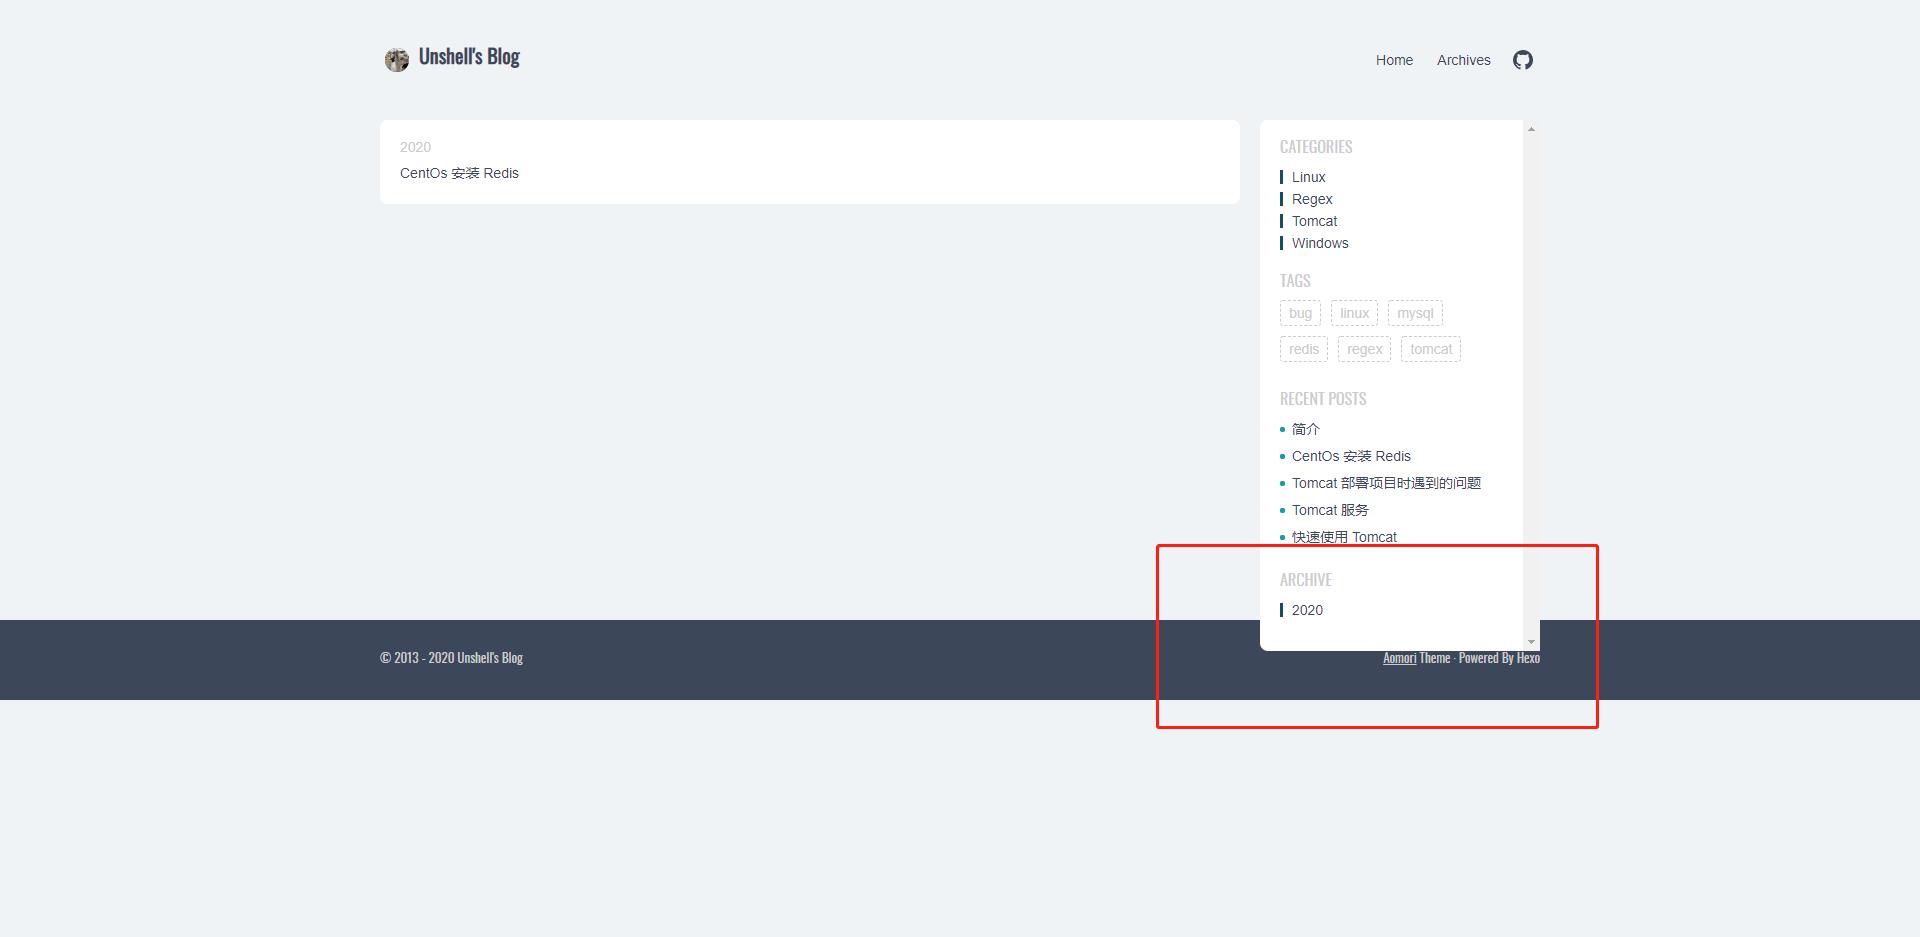 Unshell's Blog
Home Archives
2020
CentOs 安装 Redis
CATEGORIES
Linux
Regex
Tomcat
Windows
TAGS
bug linux mysql
redis regex tomcat
RECENT POSTS
简介
CentOs 安装 Redis
Tomcat 部署项目时遇到的问题
Tomcat 服务
快速使用 Tomcat
ARCHIVE
2020
© 2013 - 2020 Unshell's Blog
Aomori Theme · Powered By Hexo